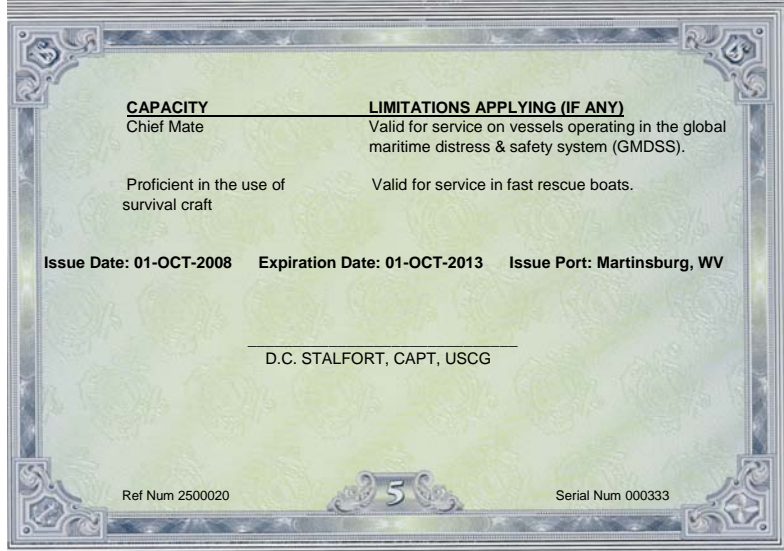 CAPACITY LIMITATIONS APPLYING (IF ANY)
Chief Mate Valid for service on vessels operating in the global
maritime distress & safety system (GMDSS).
Proficient in the use of Valid for service in fast rescue boats.
survival craft
Issue Date: 01-OCT-2008 Expiration Date: 01-OCT-2013 Issue Port: Martinsburg, WV
D.C. STALFORT, CAPT, USCG
Ref Num 2500020 5 Serial Num 000333